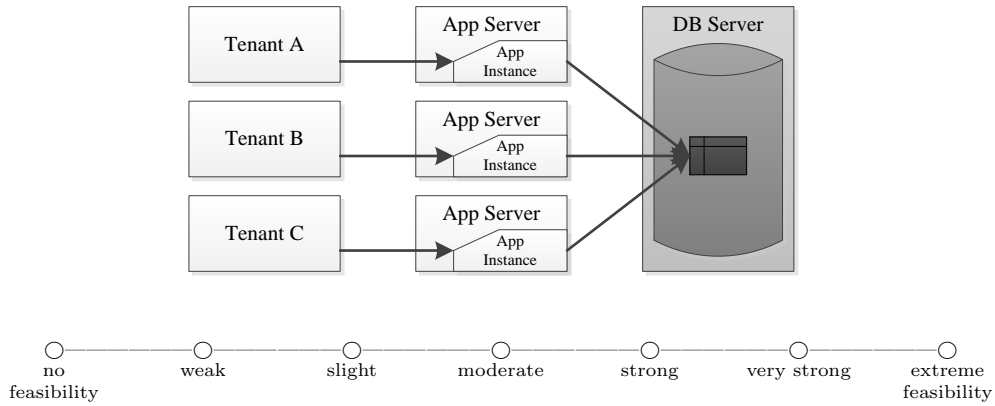 Tenant A
App Server
App
Instance
DB Server
Tenant B
App Server
App
Instance
Tenant C
App Server
App
Instance
no
feasibility
weak
slight
moderate
strong
very strong
extreme
feasibility